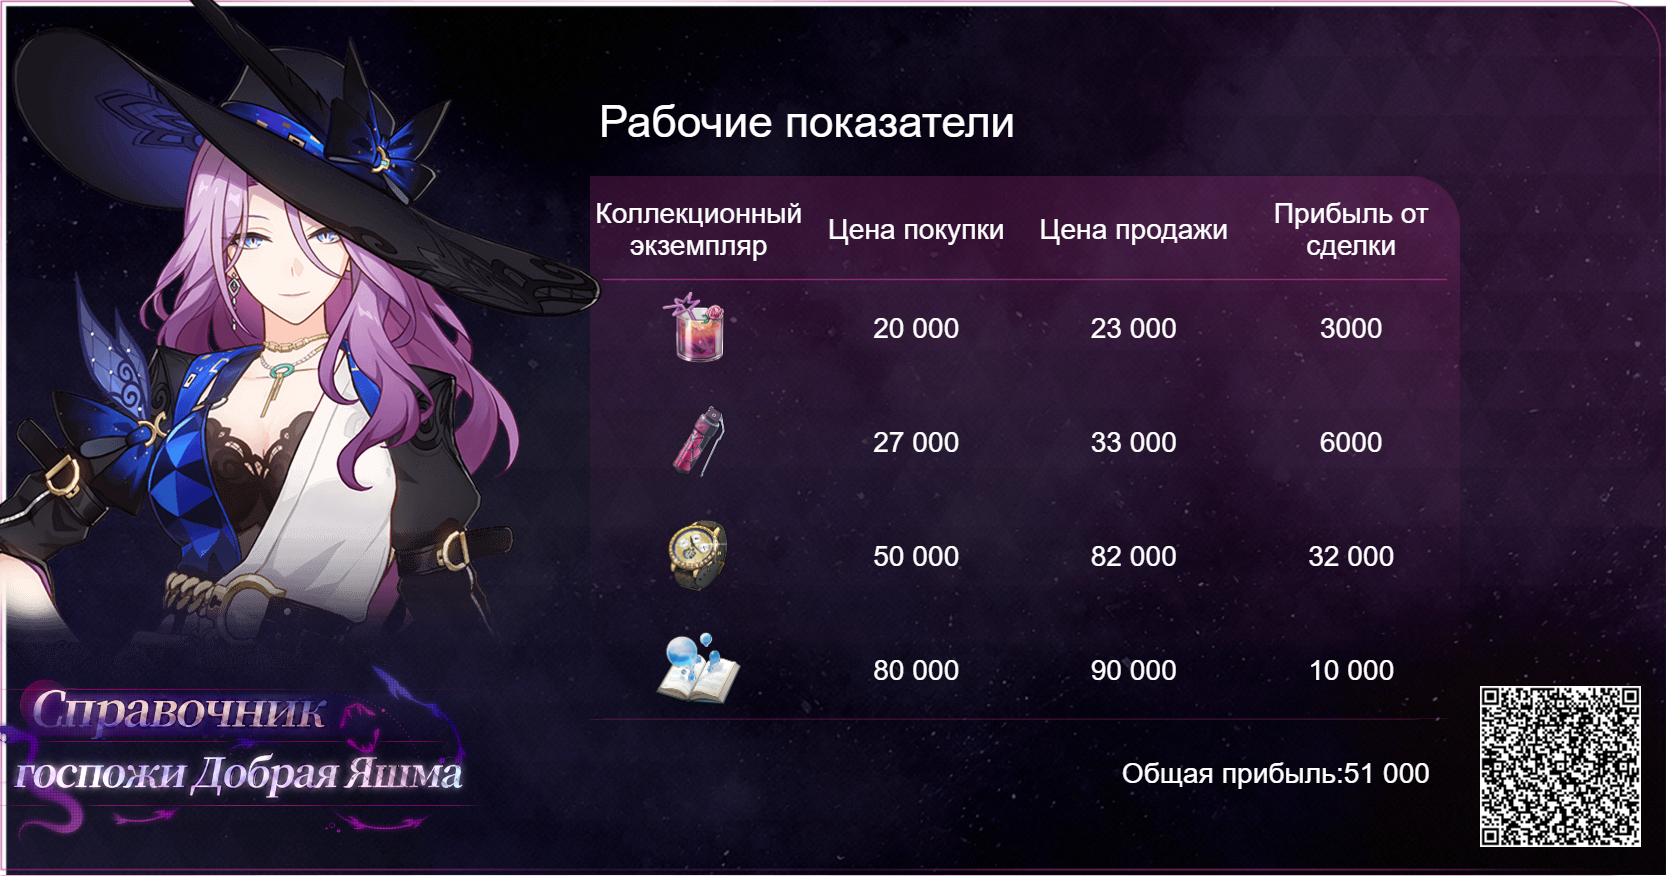 Рабочие показатели
Коллекционный экземпляр Цена покупки Цена продажи Прибыль от сделки
20 000 23 000 3000
27 000 33 000 6000
50 000 82 000 32 000
80 000 90 000 10 000
Общая прибыль:51 000
Справочник
госпожи Добрая Яшма